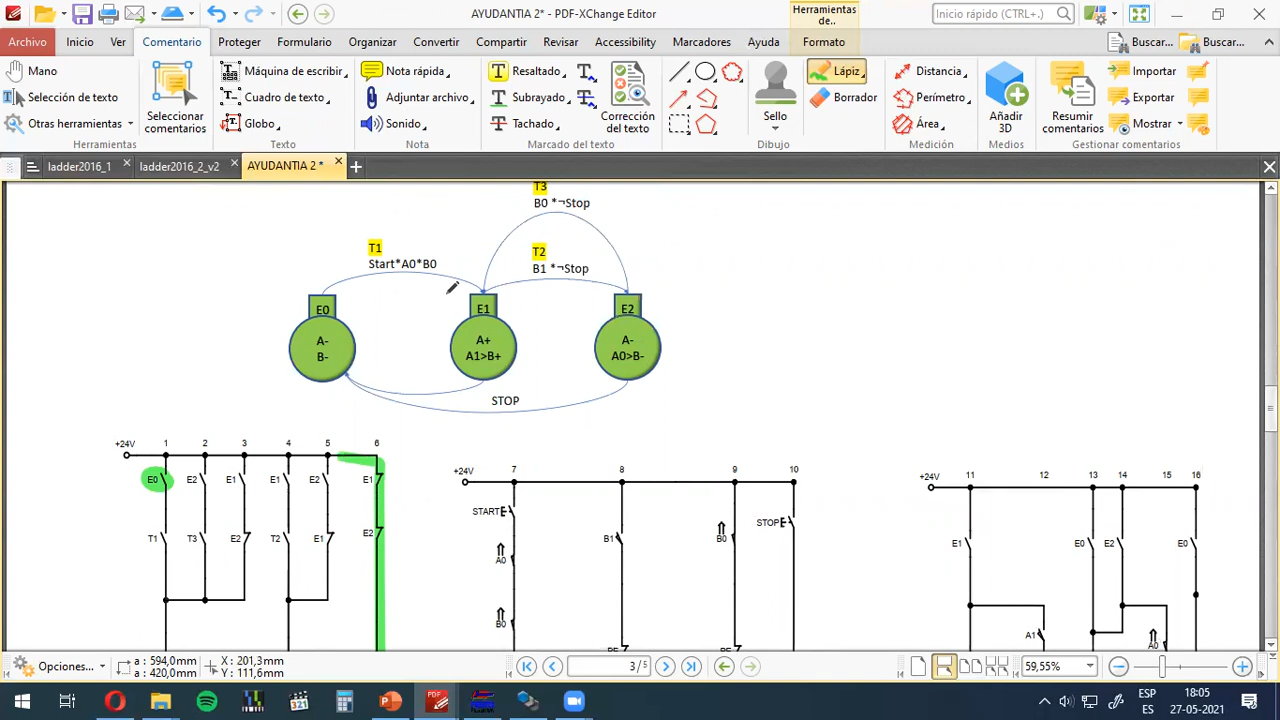 AYUDANTIA 2 * - PDF-XChange Editor
Herramientas de..
Inicio rápido (CTRL+.)
Archivo Inicio Ver Comentario Proteger Formulario Organizar Convertir Compartir Revisar Accessibility Marcadores Ayuda Formato Buscar... Buscar...
Mano
Selección de texto
Otras herramientas
Herramientas
Seleccionar comentarios
Máquina de escribir
Cuadro de texto
Globo
Texto
Nota rápida
Adjuntar archivo
Sonido
Nota
Resaltado
Subrayado
Tachado
Corrección del texto
Marcado del texto
Lápiz
Borrador
Dibujo
Sello
Distancia
Perímetro
Área
Medición
Añadir 3D
Medios
Resumir comentarios
Importar
Exportar
Mostrar
Gestionar comentarios
ladder2016_1 ladder2016_2_v2 AYUDANTIA 2 *
T3
B0 *¬Stop
T1
Start*A0*B0
T2
B1 *¬Stop
E0 E1 E2
A-
B-
A+
A1>B+
A-
A0>B-
STOP
+24V 1 2 3 4 5 6
E0 E2 E1 E1 E2 E1
T1 T3 E2 T2 E1 E2
+24V 7 8 9 10
START B1 B0 STOP
A0
B0
+24V 11 12 13 14 15 16
E1 E0 E2 E0
A1 A0
Opciones...
a : 594,0mm
a : 420,0mm
X : 201,3mm
Y : 111,6mm
3 / 5
59,55%
ESP
ES
18:05
27-05-2021